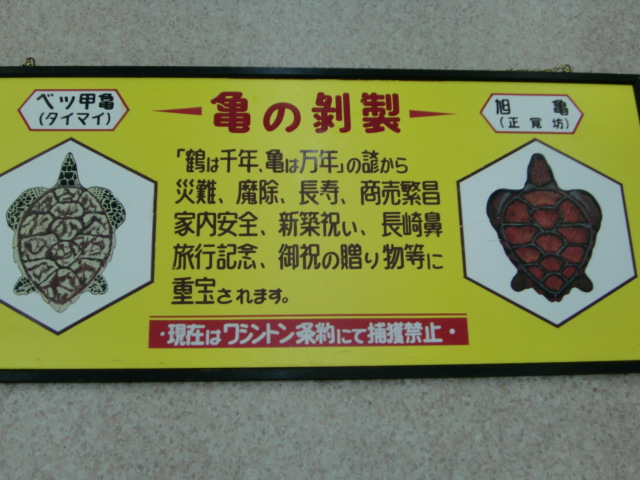 ベッ甲亀
(タイマイ)
亀の剥製
旭 亀
(正覚坊)
「鶴は千年、亀は万年」の諺から
災難、魔除、長寿、商売繁昌
家内安全、新築祝い、長崎鼻
旅行記念、御祝の贈り物等に
重宝されます。
・現在はワシントン条約にて捕獲禁止・